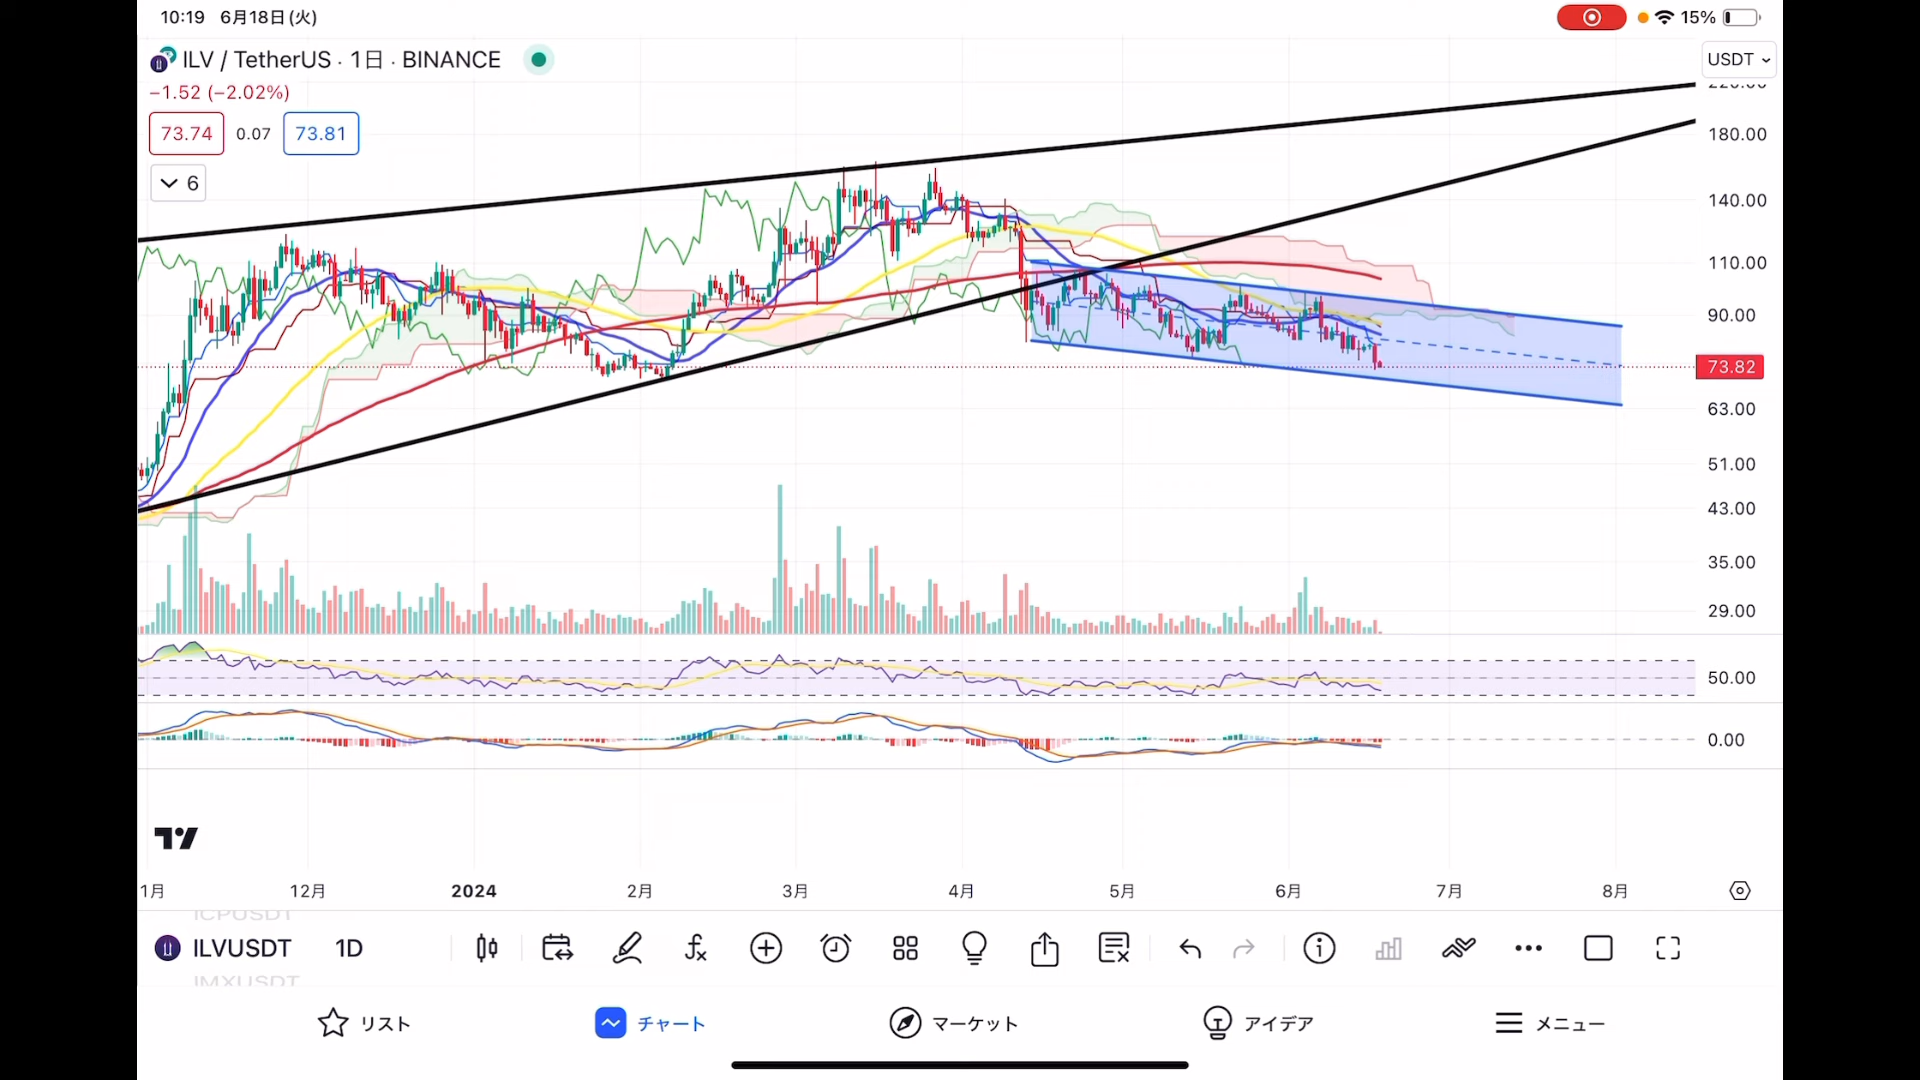 10:19 6月18日(火)
15%
ILV / TetherUS · 1日 · BINANCE
USDT
−1.52 (−2.02%)
73.74 0.07 73.81
6
220.00
180.00
140.00
110.00
90.00
73.82
63.00
51.00
43.00
35.00
29.00
50.00
0.00
1月 12月 2024 2月 3月 4月 5月 6月 7月 8月
ICPUSDT
ILVUSDT 1D
IMXUSDT
リスト チャート マーケット アイデア メニュー